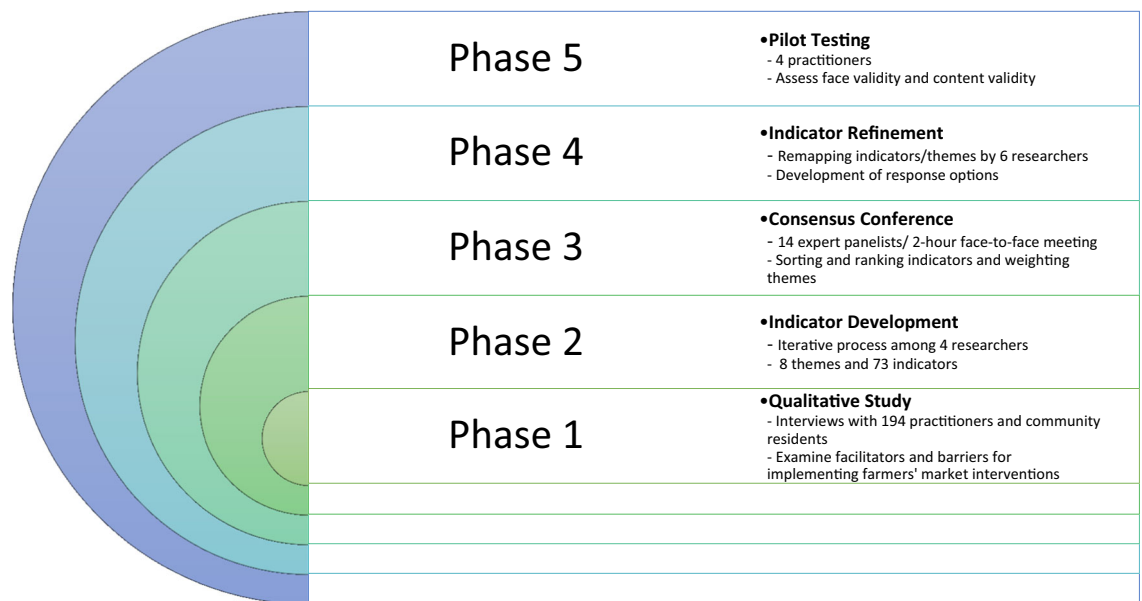 Phase 5
•Pilot Testing
- 4 practitioners
- Assess face validity and content validity
Phase 4
•Indicator Refinement
- Remapping indicators/themes by 6 researchers
- Development of response options
Phase 3
•Consensus Conference
- 14 expert panelists/ 2-hour face-to-face meeting
- Sorting and ranking indicators and weighting
themes
Phase 2
•Indicator Development
- Iterative process among 4 researchers
- 8 themes and 73 indicators
Phase 1
•Qualitative Study
- Interviews with 194 practitioners and community
residents
- Examine facilitators and barriers for
implementing farmers' market interventions